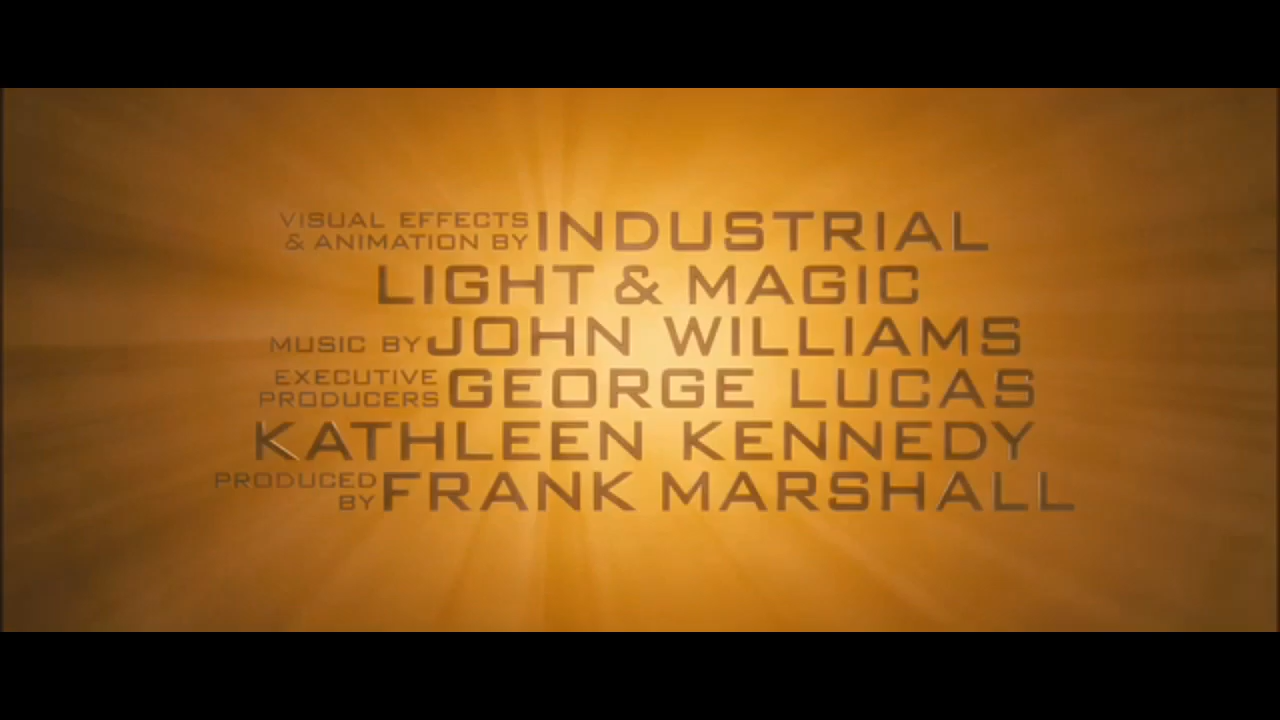 VISUAL EFFECTS
& ANIMATION BY INDUSTRIAL
LIGHT & MAGIC
MUSIC BY JOHN WILLIAMS
EXECUTIVE
PRODUCERS GEORGE LUCAS
KATHLEEN KENNEDY
PRODUCED
BY FRANK MARSHALL